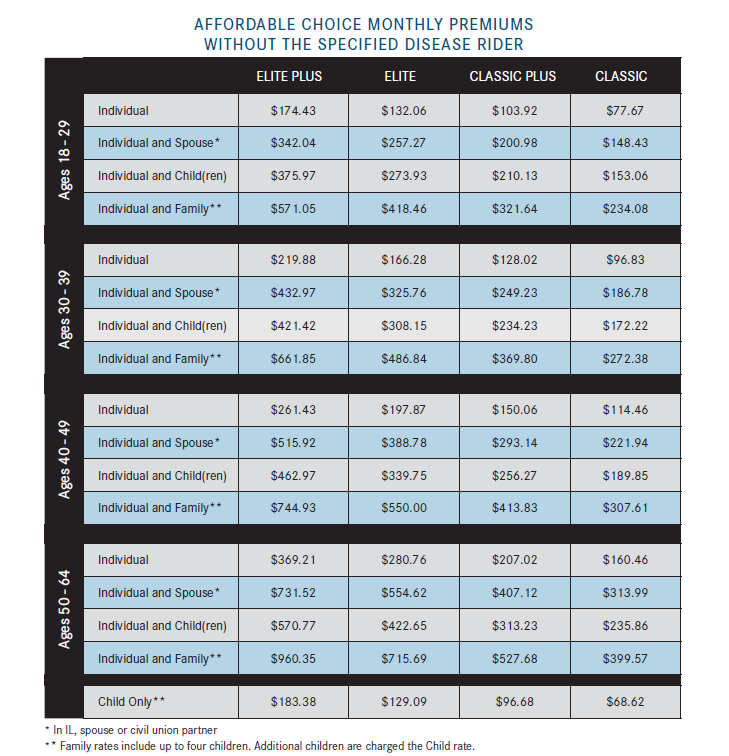 AFFORDABLE CHOICE MONTHLY PREMIUMS
WITHOUT THE SPECIFIED DISEASE RIDER
ELITE PLUS ELITE CLASSIC PLUS CLASSIC
Ages 18 - 29
Individual $174.43 $132.06 $103.92 $77.67
Individual and Spouse* $342.04 $257.27 $200.98 $148.43
Individual and Child(ren) $375.97 $273.93 $210.13 $153.06
Individual and Family** $571.05 $418.46 $321.64 $234.08
Ages 30 - 39
Individual $219.88 $166.28 $128.02 $96.83
Individual and Spouse* $432.97 $325.76 $249.23 $186.78
Individual and Child(ren) $421.42 $308.15 $234.23 $172.22
Individual and Family** $661.85 $486.84 $369.80 $272.38
Ages 40 - 49
Individual $261.43 $197.87 $150.06 $114.46
Individual and Spouse* $515.92 $388.78 $293.14 $221.94
Individual and Child(ren) $462.97 $339.75 $256.27 $189.85
Individual and Family** $744.93 $550.00 $413.83 $307.61
Ages 50 - 64
Individual $369.21 $280.76 $207.02 $160.46
Individual and Spouse* $731.52 $554.62 $407.12 $313.99
Individual and Child(ren) $570.77 $422.65 $313.23 $235.86
Individual and Family** $960.35 $715.69 $527.68 $399.57
Child Only** $183.38 $129.09 $96.68 $68.62
* In IL, spouse or civil union partner
** Family rates include up to four children. Additional children are charged the Child rate.